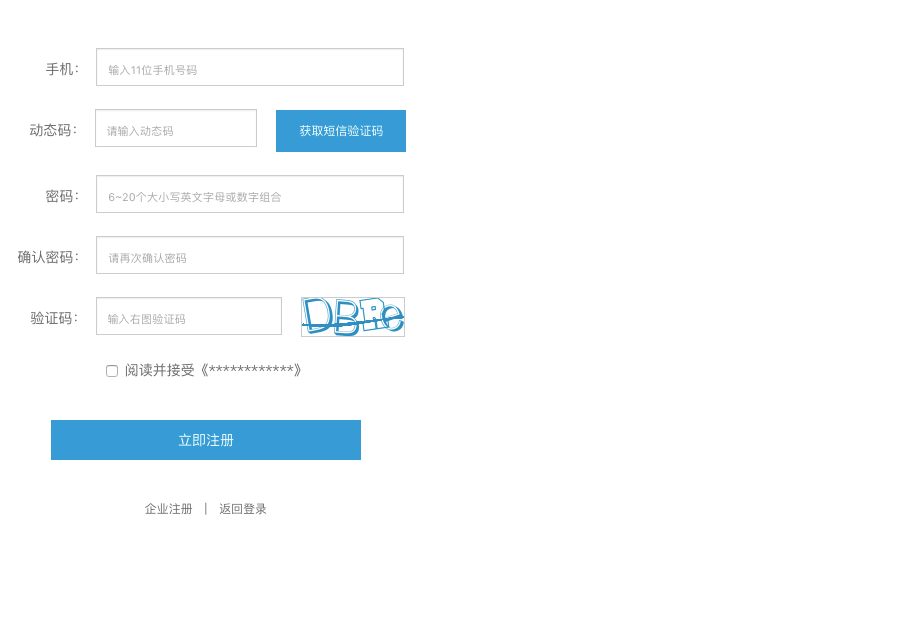 手机: 输入11位手机号码
动态码: 请输入动态码 获取短信验证码
密码: 6~20个大小写英文字母或数字组合
确认密码: 请再次确认密码
验证码: 输入右图验证码 DBRe
阅读并接受《************》
立即注册
企业注册 | 返回登录